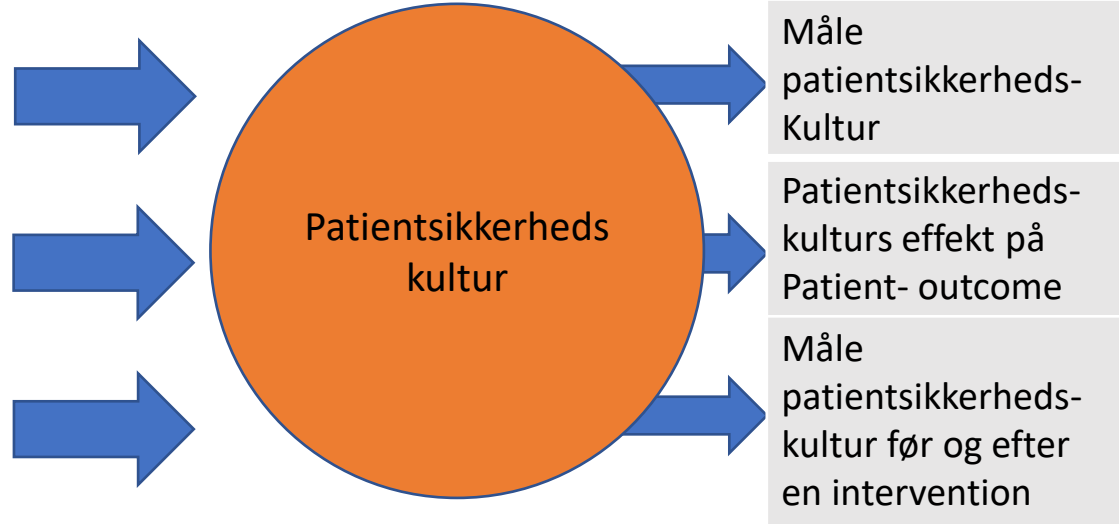 Patientsikkerheds
kultur
Måle
patientsikkerheds-
Kultur
Patientsikkerheds-
kulturs effekt på
Patient- outcome
Måle
patientsikkerheds-
kultur før og efter
en intervention